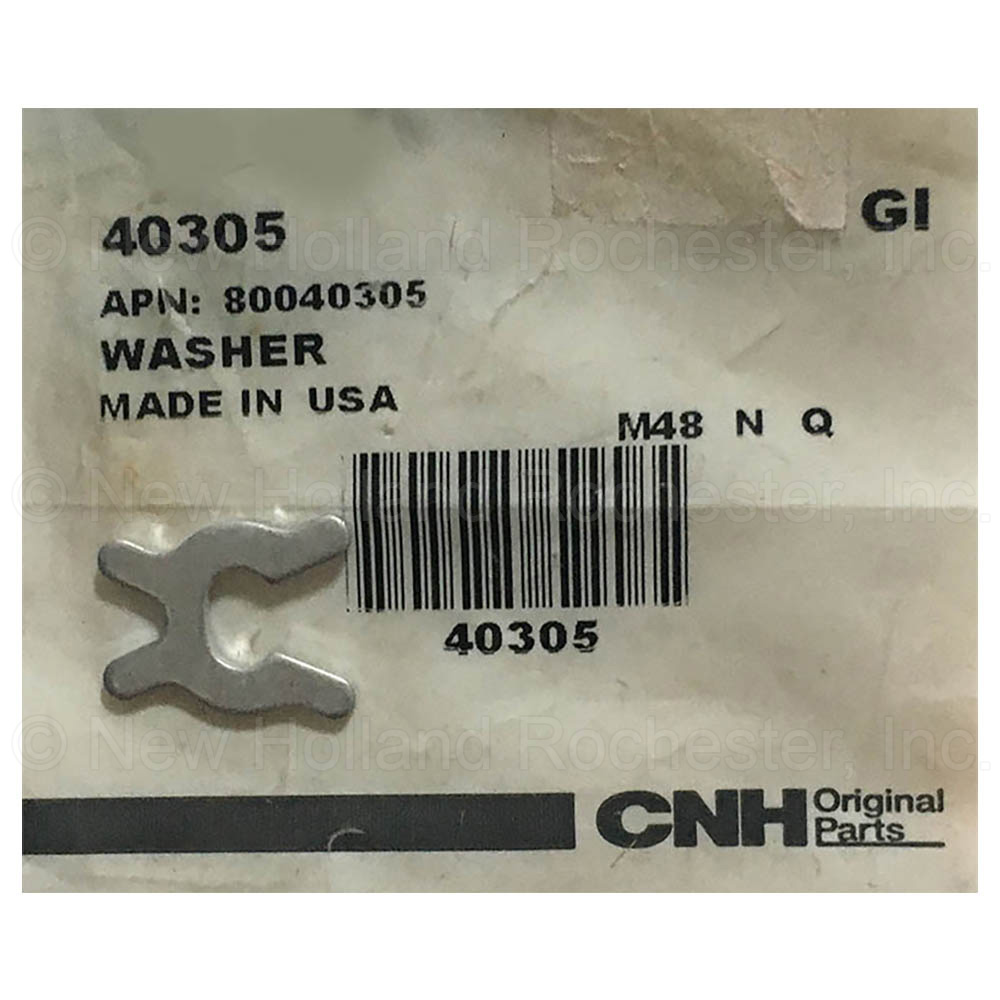 GI
40305
© New Holland Rochester, Inc.
APN: 80040305
WASHER
MADE IN USA
M48 N Q
© New Holland Rochester, Inc.
40305
© New Holland Rochester, Inc.
CNH Original
Parts